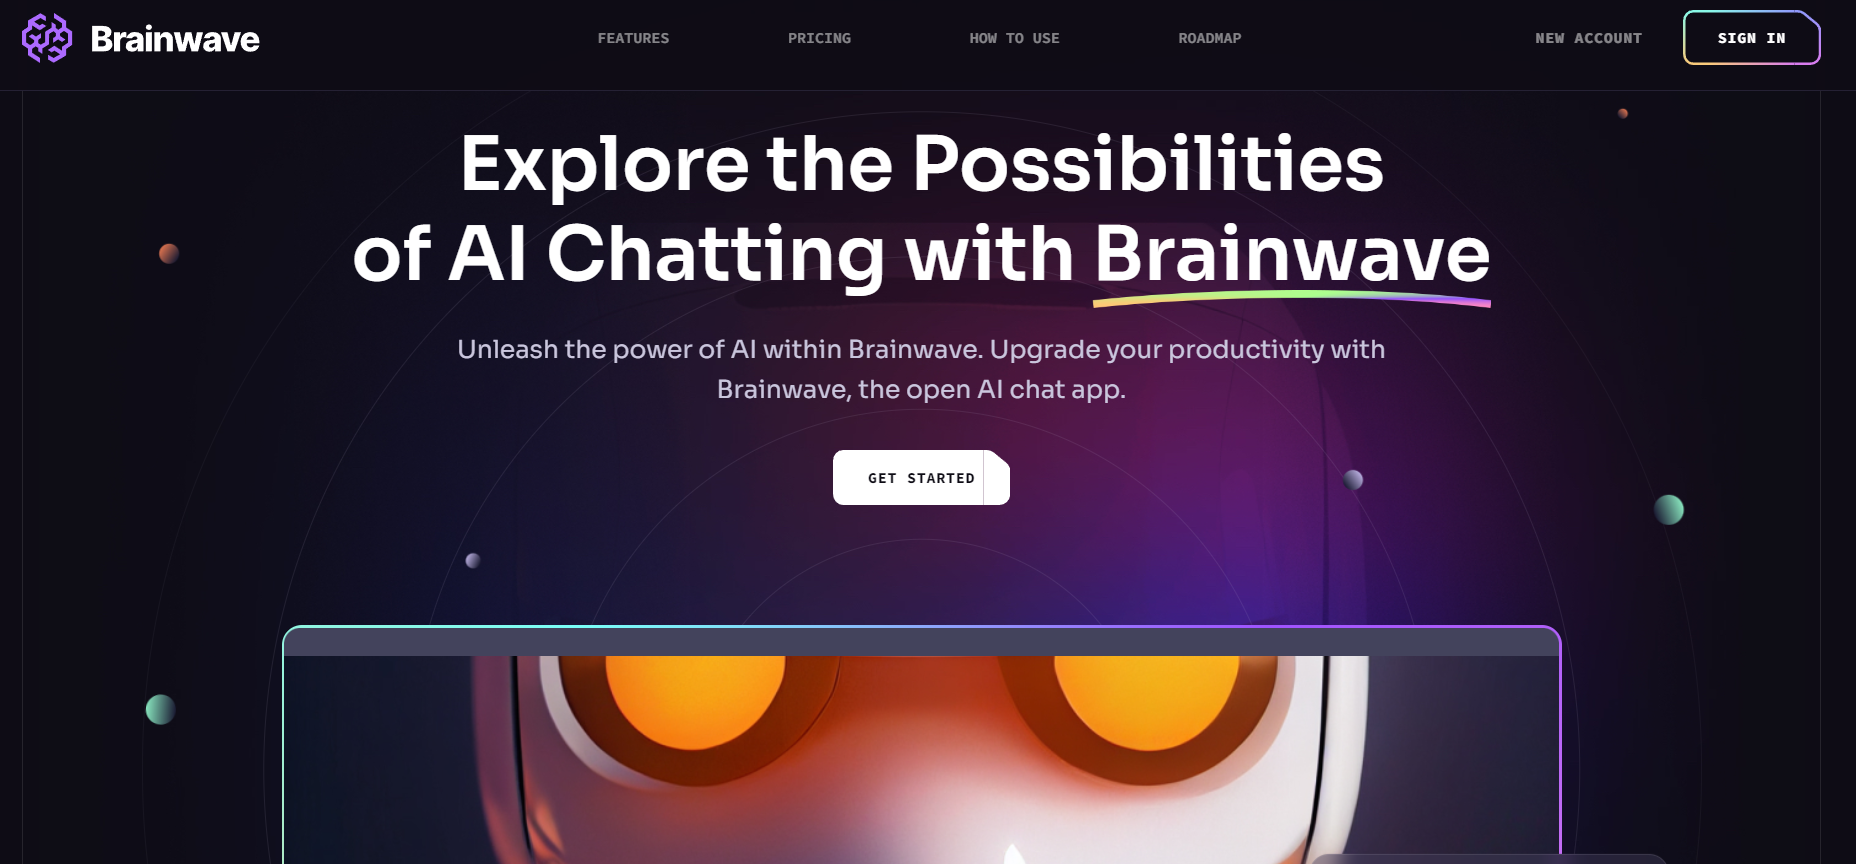 Brainwave
FEATURES
PRICING
HOW TO USE
ROADMAP
NEW ACCOUNT
SIGN IN
Explore the Possibilities
of AI Chatting with Brainwave
Unleash the power of AI within Brainwave. Upgrade your productivity with
Brainwave, the open AI chat app.
GET STARTED